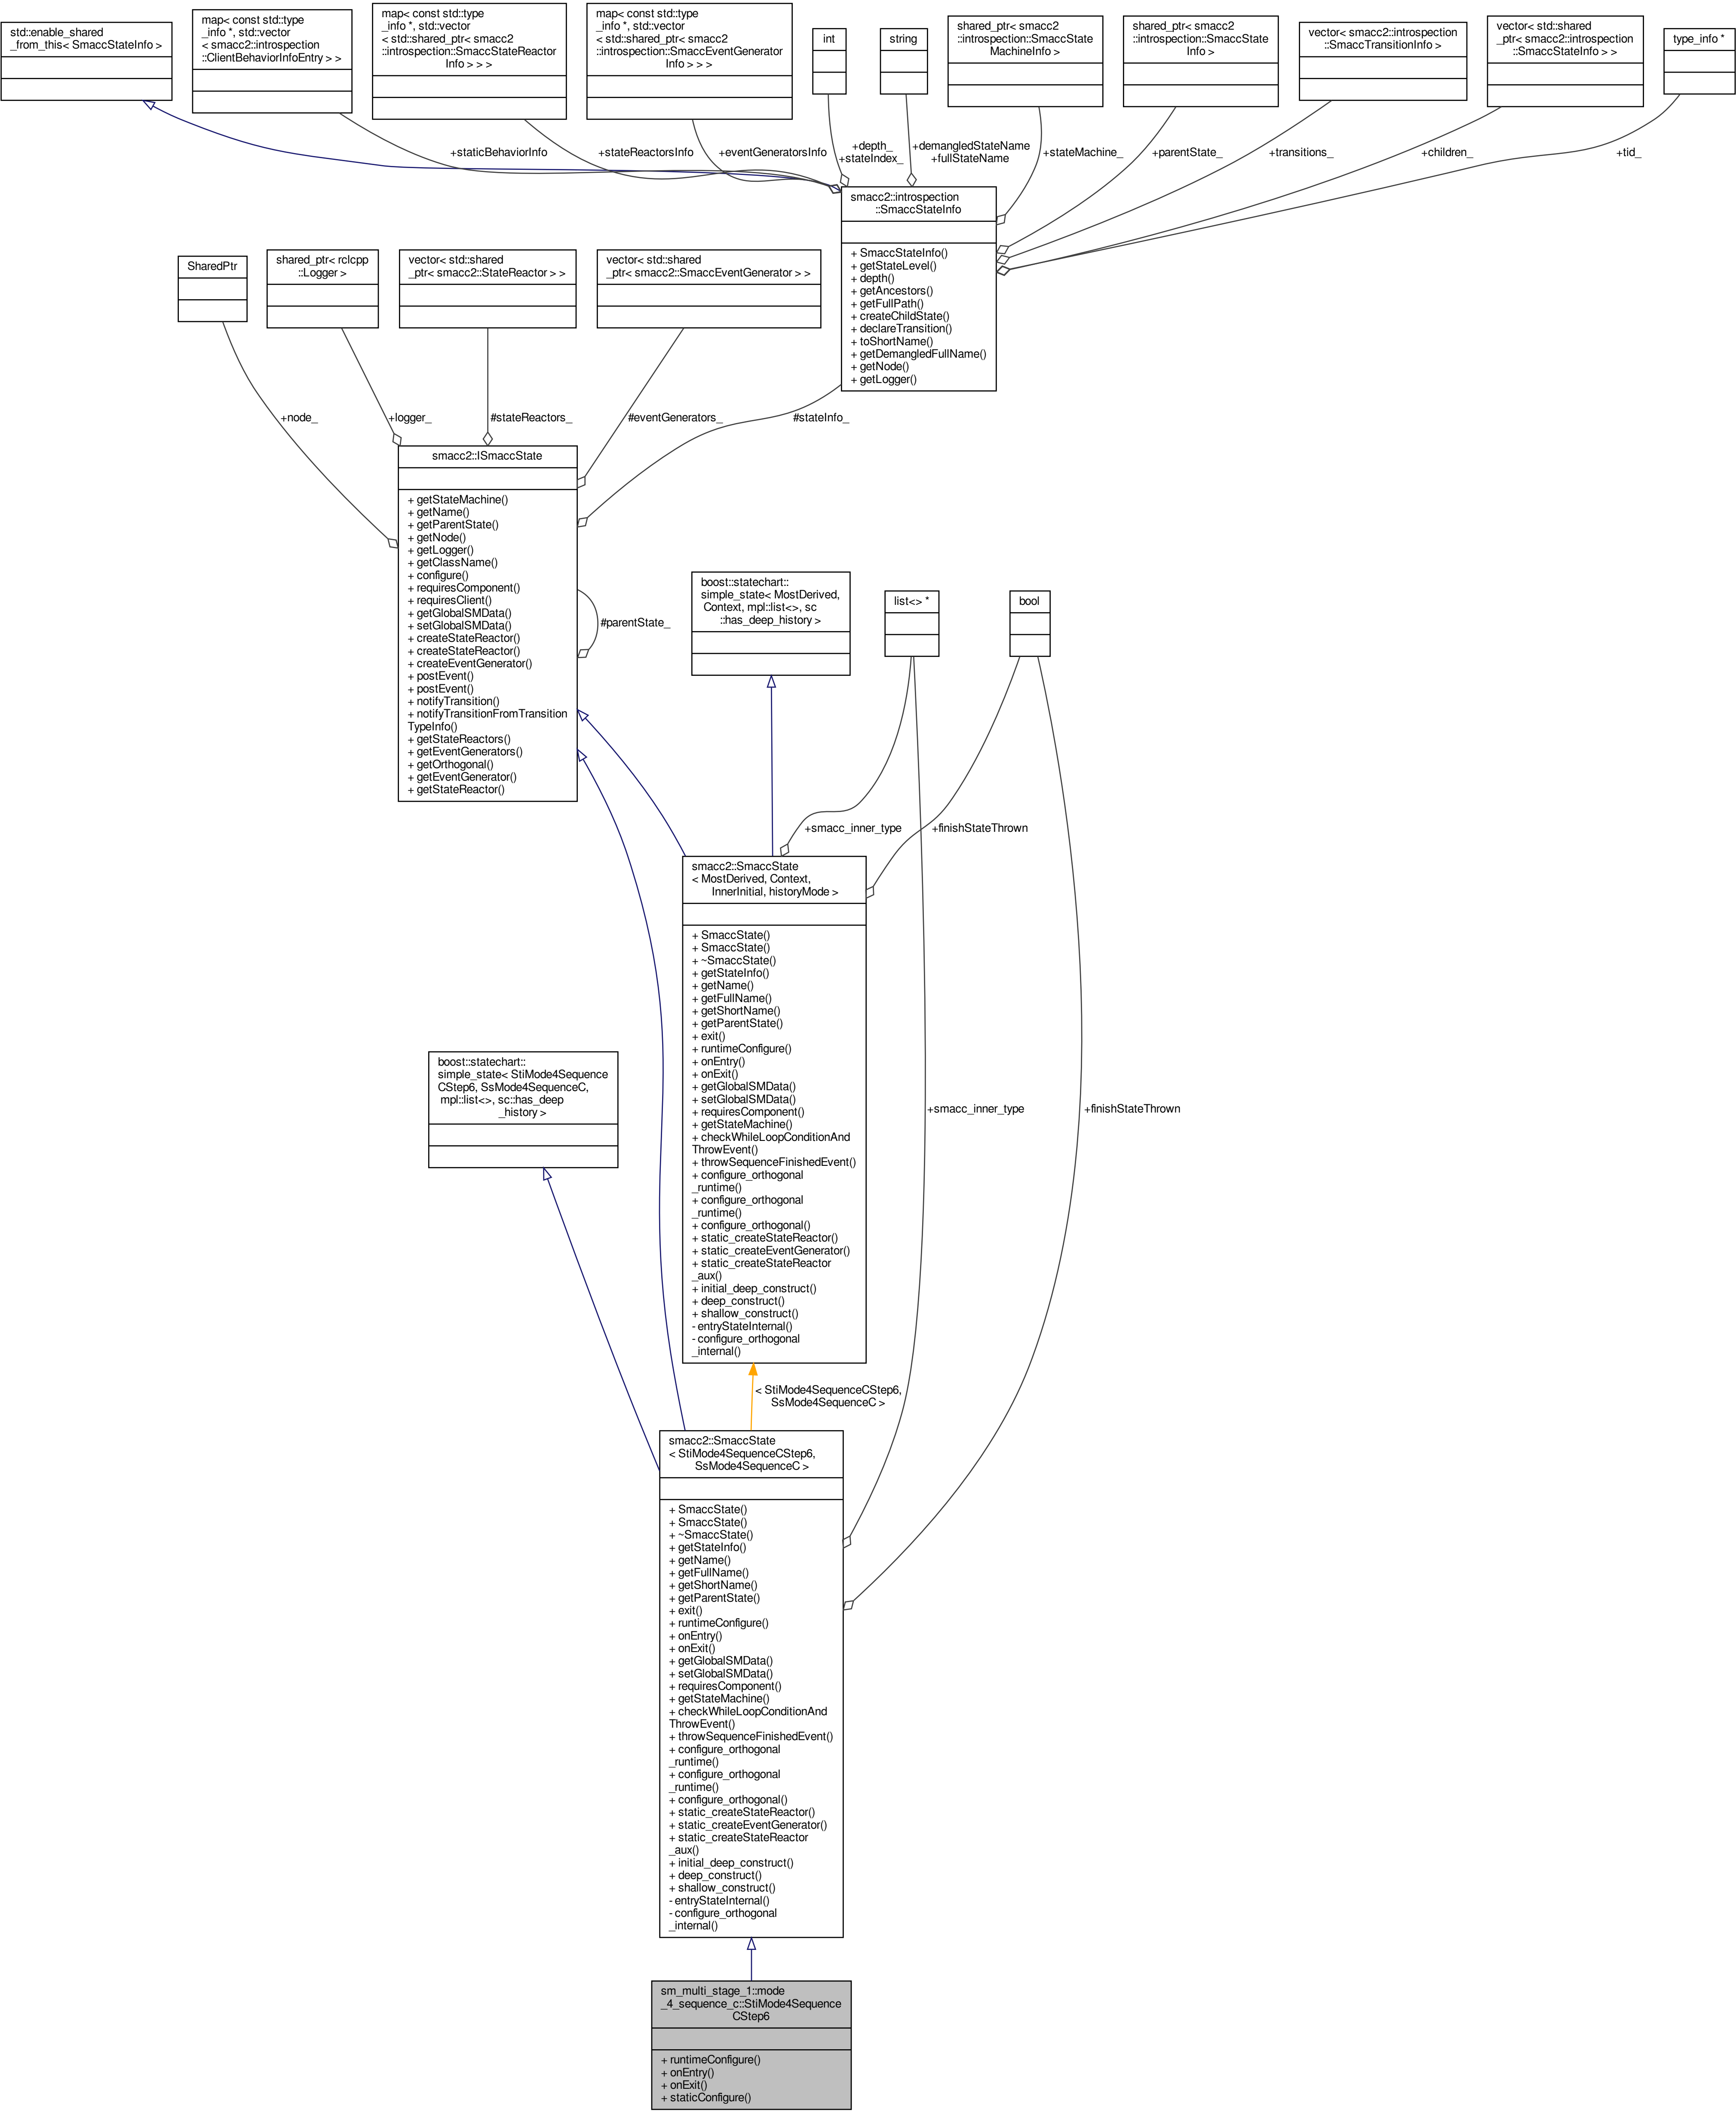 std::enable_shared
_from_this< SmaccStateInfo >
map< const std::type
_info *, std::vector
< smacc2::introspection
::ClientBehaviorInfoEntry > >
map< const std::type
_info *, std::vector
< std::shared_ptr< smacc2
::introspection::SmaccStateReactor
Info > > >
map< const std::type
_info *, std::vector
< std::shared_ptr< smacc2
::introspection::SmaccEventGenerator
Info > > >
int
string
shared_ptr< smacc2
::introspection::SmaccState
MachineInfo >
shared_ptr< smacc2
::introspection::SmaccState
Info >
vector< smacc2::introspection
::SmaccTransitionInfo >
vector< std::shared
_ptr< smacc2::introspection
::SmaccStateInfo > >
type_info *
+staticBehaviorInfo
+stateReactorsInfo
+eventGeneratorsInfo
+depth_
+stateIndex_
+demangledStateName
+fullStateName
+stateMachine_
+parentState_
+transitions_
+children_
+tid_
smacc2::introspection
::SmaccStateInfo
+ SmaccStateInfo()
+ getStateLevel()
+ depth()
+ getAncestors()
+ getFullPath()
+ createChildState()
+ declareTransition()
+ toShortName()
+ getDemangledFullName()
+ getNode()
+ getLogger()
SharedPtr
shared_ptr< rclcpp
::Logger >
vector< std::shared
_ptr< smacc2::StateReactor > >
vector< std::shared
_ptr< smacc2::SmaccEventGenerator > >
+node_
+logger_
#stateReactors_
#eventGenerators_
#stateInfo_
smacc2::ISmaccState
+ getStateMachine()
+ getName()
+ getParentState()
+ getNode()
+ getLogger()
+ getClassName()
+ configure()
+ requiresComponent()
+ requiresClient()
+ getGlobalSMData()
+ setGlobalSMData()
+ createStateReactor()
+ createStateReactor()
+ createEventGenerator()
+ postEvent()
+ postEvent()
+ notifyTransition()
+ notifyTransitionFromTransition
TypeInfo()
+ getStateReactors()
+ getEventGenerators()
+ getOrthogonal()
+ getEventGenerator()
+ getStateReactor()
#parentState_
boost::statechart::
simple_state< MostDerived,
Context, mpl::list<>, sc
::has_deep_history >
list<> *
bool
+smacc_inner_type
+finishStateThrown
smacc2::SmaccState
< MostDerived, Context,
InnerInitial, historyMode >
+ SmaccState()
+ SmaccState()
+ ~SmaccState()
+ getStateInfo()
+ getName()
+ getFullName()
+ getShortName()
+ getParentState()
+ exit()
+ runtimeConfigure()
+ onEntry()
+ onExit()
+ getGlobalSMData()
+ setGlobalSMData()
+ requiresComponent()
+ getStateMachine()
+ checkWhileLoopConditionAnd
ThrowEvent()
+ throwSequenceFinishedEvent()
+ configure_orthogonal
_runtime()
+ configure_orthogonal
_runtime()
+ configure_orthogonal()
+ static_createStateReactor()
+ static_createEventGenerator()
+ static_createStateReactor
_aux()
+ initial_deep_construct()
+ deep_construct()
+ shallow_construct()
- entryStateInternal()
- configure_orthogonal
_internal()
boost::statechart::
simple_state< StiMode4Sequence
CStep6, SsMode4SequenceC,
mpl::list<>, sc::has_deep
_history >
+smacc_inner_type
+finishStateThrown
< StiMode4SequenceCStep6,
SsMode4SequenceC >
smacc2::SmaccState
< StiMode4SequenceCStep6,
SsMode4SequenceC >
+ SmaccState()
+ SmaccState()
+ ~SmaccState()
+ getStateInfo()
+ getName()
+ getFullName()
+ getShortName()
+ getParentState()
+ exit()
+ runtimeConfigure()
+ onEntry()
+ onExit()
+ getGlobalSMData()
+ setGlobalSMData()
+ requiresComponent()
+ getStateMachine()
+ checkWhileLoopConditionAnd
ThrowEvent()
+ throwSequenceFinishedEvent()
+ configure_orthogonal
_runtime()
+ configure_orthogonal
_runtime()
+ configure_orthogonal()
+ static_createStateReactor()
+ static_createEventGenerator()
+ static_createStateReactor
_aux()
+ initial_deep_construct()
+ deep_construct()
+ shallow_construct()
- entryStateInternal()
- configure_orthogonal
_internal()
sm_multi_stage_1::mode
_4_sequence_c::StiMode4Sequence
CStep6
+ runtimeConfigure()
+ onEntry()
+ onExit()
+ staticConfigure()